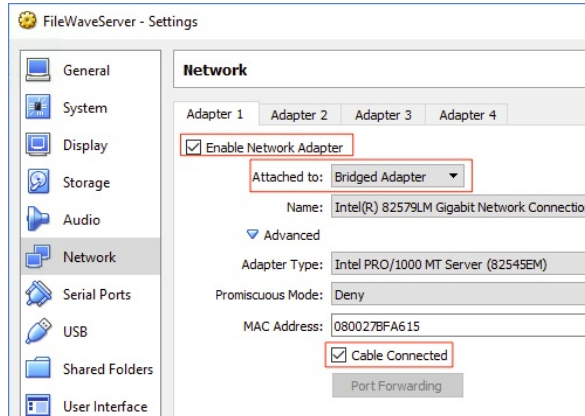 FileWaveServer - Settings
General
System
Display
Storage
Audio
Network
Serial Ports
USB
Shared Folders
User Interface
Network
Adapter 1 Adapter 2 Adapter 3 Adapter 4
Enable Network Adapter
Attached to: Bridged Adapter
Name: Intel(R) 82579LM Gigabit Network Connectio
Advanced
Adapter Type: Intel PRO/1000 MT Server (82545EM)
Promiscuous Mode: Deny
MAC Address: 080027BFA615
Cable Connected
Port Forwarding